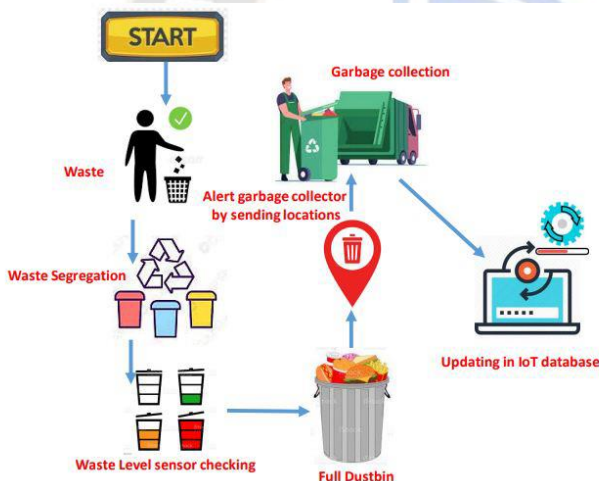 START
Waste
Waste Segregation
Waste Level sensor checking
Full Dustbin
Alert garbage collector
by sending locations
Garbage collection
Updating in IoT database